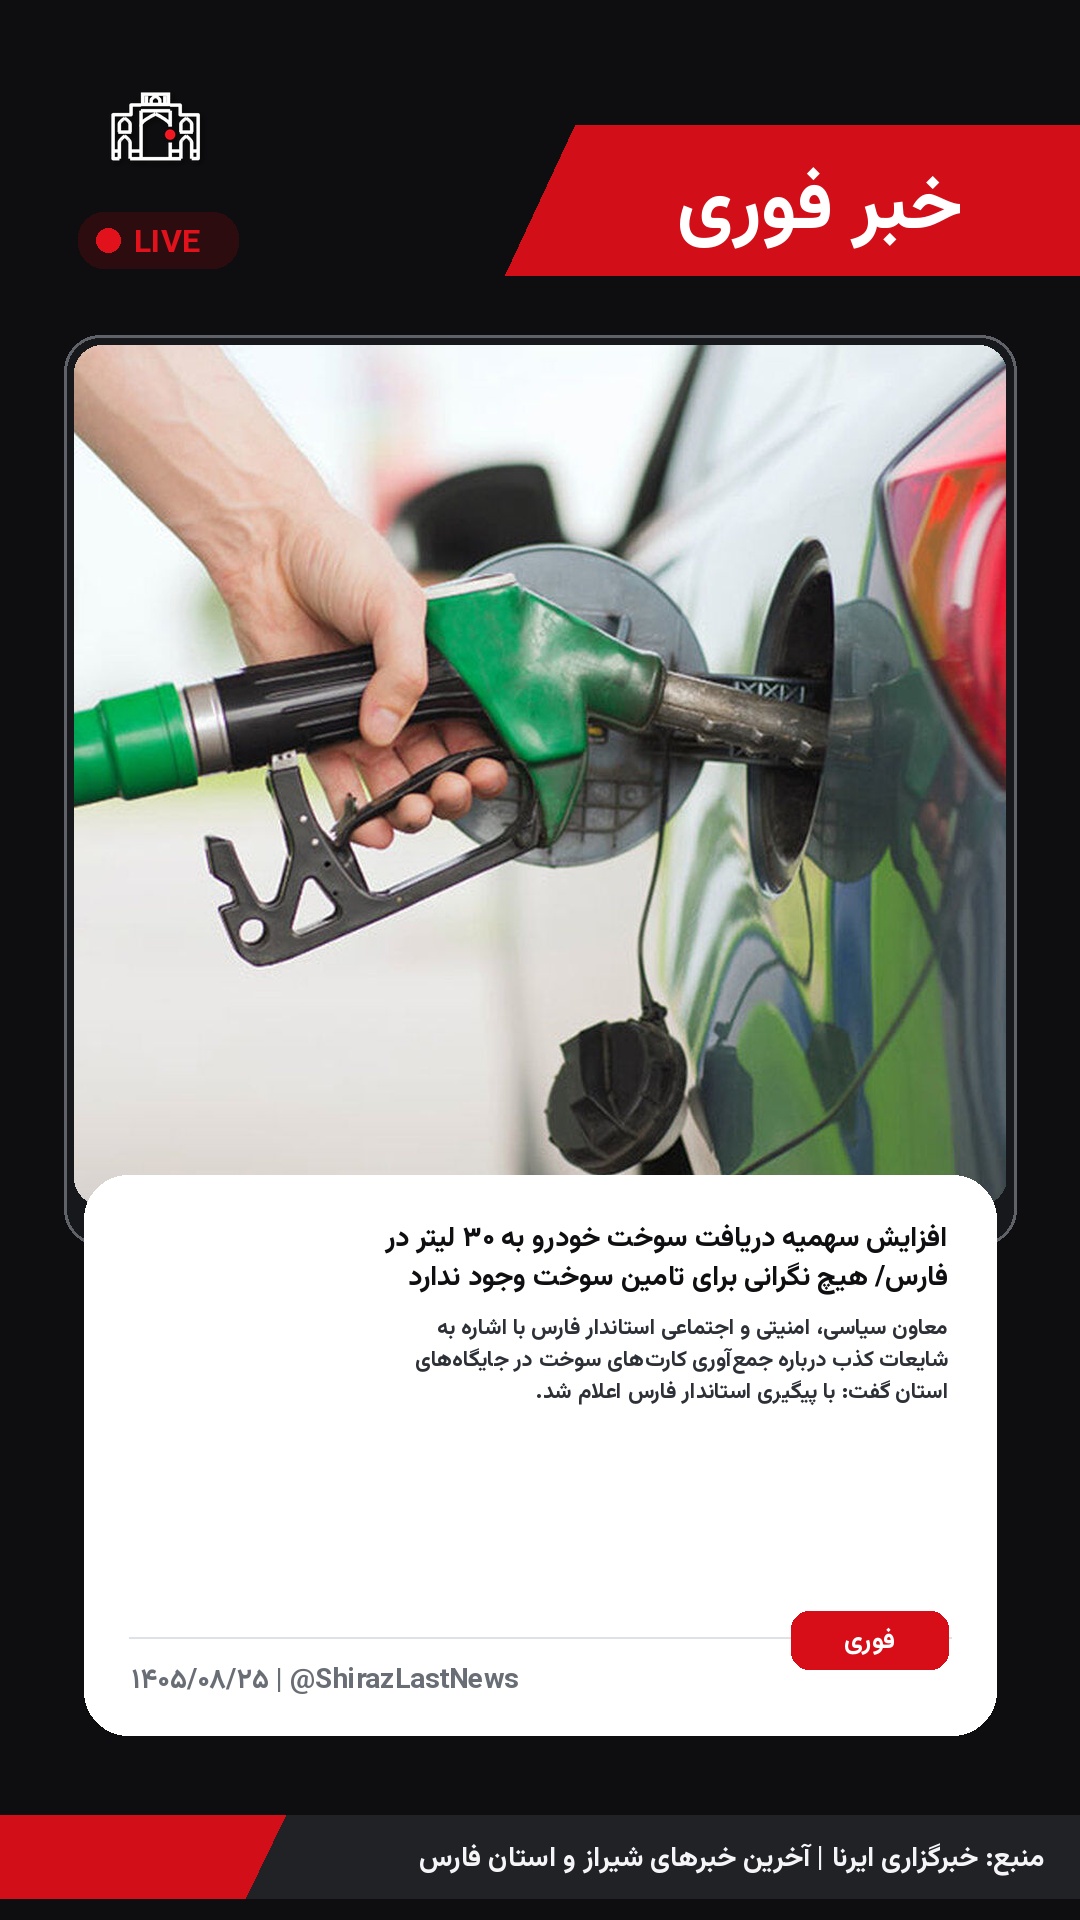 LIVE
خبر فوری
افزایش سهمیه دریافت سوخت خودرو به ۳۰ لیتر در
فارس/ هیچ نگرانی برای تامین سوخت وجود ندارد
معاون سیاسی، امنیتی و اجتماعی استاندار فارس با اشاره به
شایعات کذب درباره جمع‌آوری کارت‌های سوخت در جایگاه‌های
استان گفت: با پیگیری استاندار فارس اعلام شد.
فوری
۱۴۰۵/۰۸/۲۵ | @ShirazLastNews
منبع: خبرگزاری ایرنا | آخرین خبرهای شیراز و استان فارس